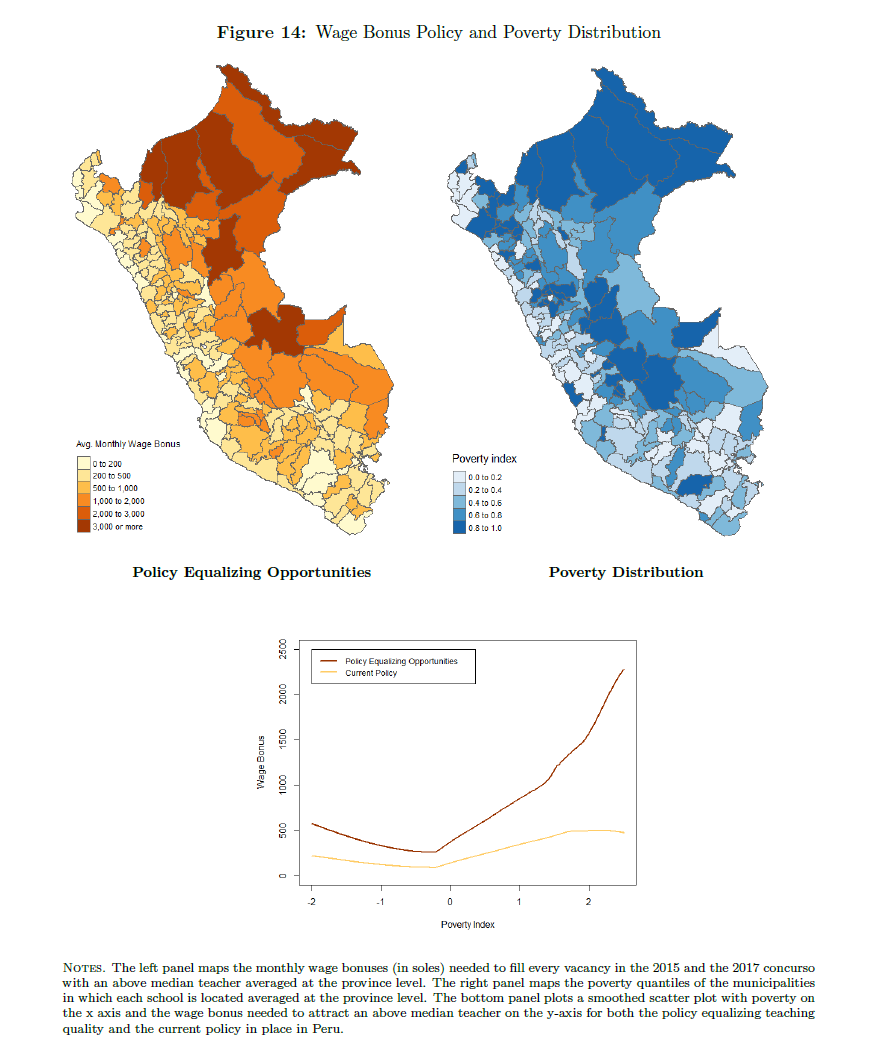 Figure 14: Wage Bonus Policy and Poverty Distribution
Avg. Monthly Wage Bonus
0 to 200
200 to 500
500 to 1,000
1,000 to 2,000
2,000 to 3,000
3,000 or more
Poverty index
0.0 to 0.2
0.2 to 0.4
0.4 to 0.6
0.6 to 0.8
0.8 to 1.0
Policy Equalizing Opportunities
Poverty Distribution
Policy Equalizing Opportunities
Current Policy
Wage Bonus
2500
2000
1500
1000
500
0
-2 -1 0 1 2
Poverty Index
Notes. The left panel maps the monthly wage bonuses (in soles) needed to fill every vacancy in the 2015 and the 2017 concurso
with an above median teacher averaged at the province level. The right panel maps the poverty quantiles of the municipalities
in which each school is located averaged at the province level. The bottom panel plots a smoothed scatter plot with poverty on
the x axis and the wage bonus needed to attract an above median teacher on the y-axis for both the policy equalizing teaching
quality and the current policy in place in Peru.